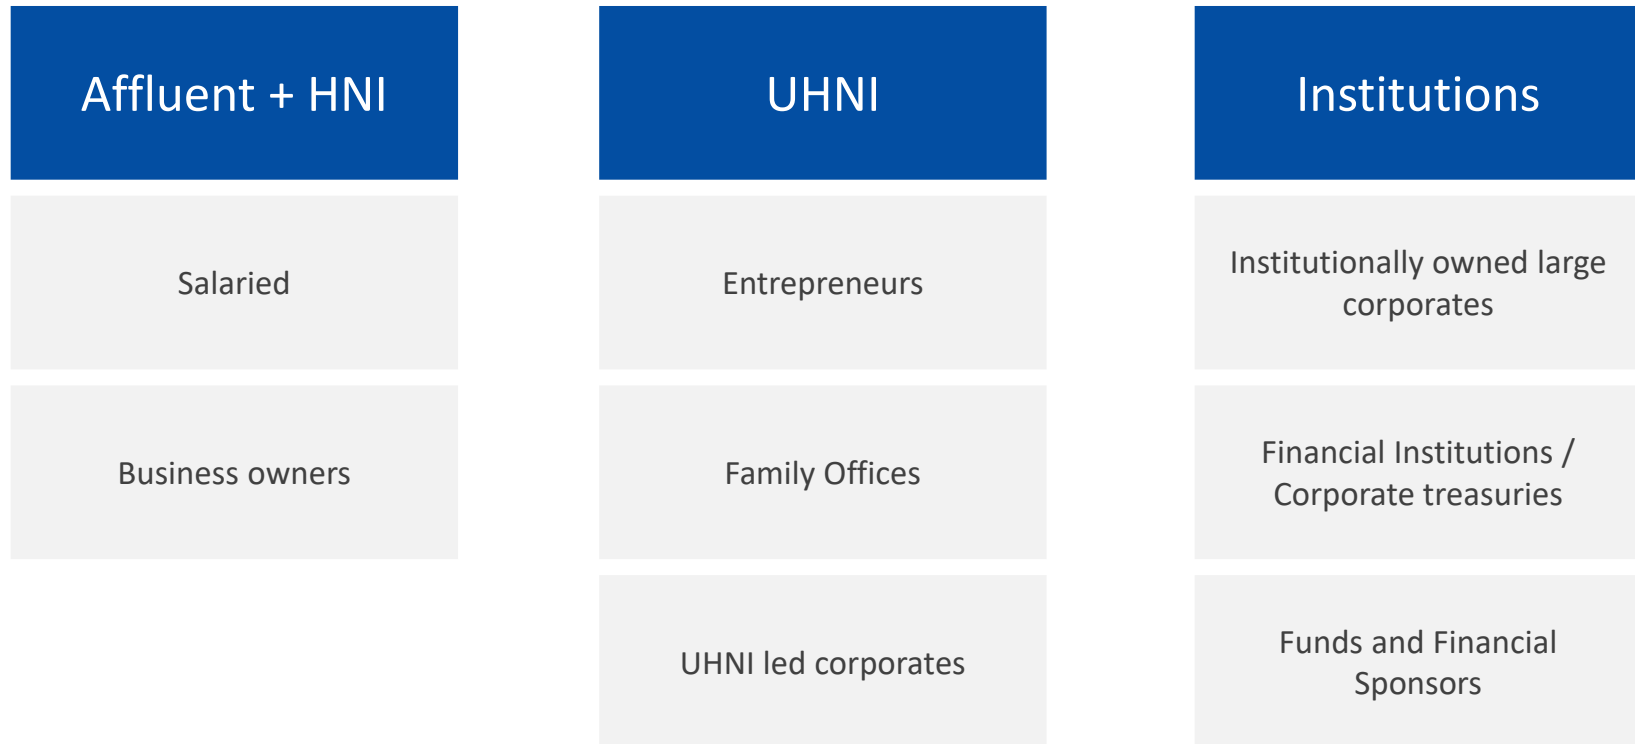 Affluent + HNI
Salaried
Business owners
UHNI
Entrepreneurs
Family Offices
UHNI led corporates
Institutions
Institutionally owned large
corporates
Financial Institutions /
Corporate treasuries
Funds and Financial
Sponsors